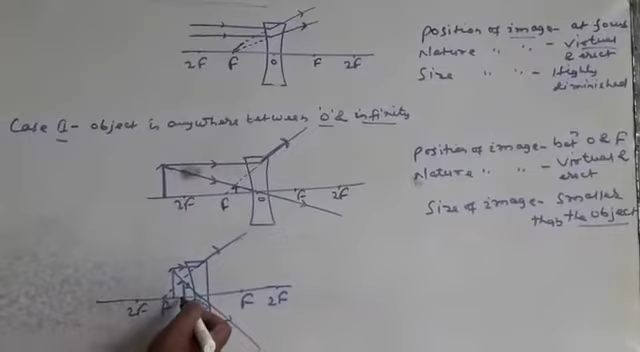 Position of image - at focus
Nature " " - virtual
& erect
Size " " - Highly
diminished
2F F O F 2F
Case ii - object is anywhere between 'O' & infinity
Position of image - betn O & F
Nature " " - Virtual &
erect
Size of image - Smaller
than the object
2F F O F 2F
2F F F 2F